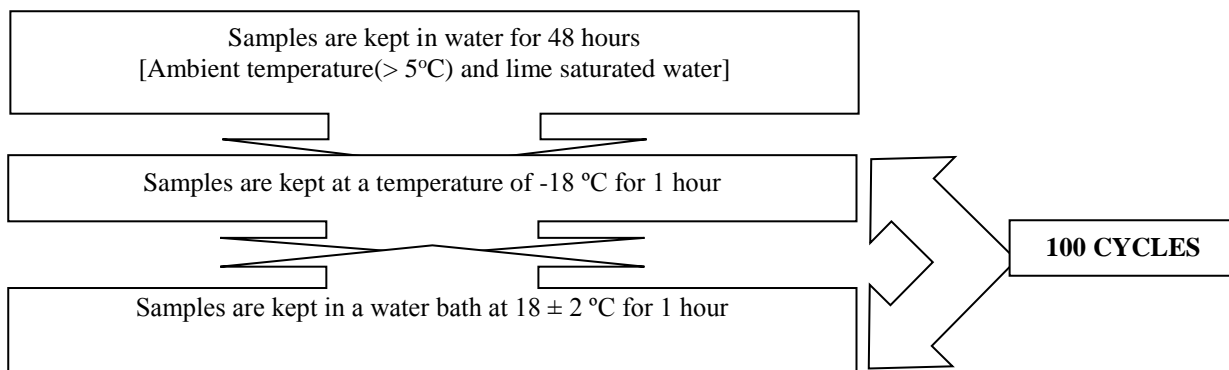 Samples are kept in water for 48 hours
[Ambient temperature(> 5°C) and lime saturated water]
Samples are kept at a temperature of -18 ºC for 1 hour
100 CYCLES
Samples are kept in a water bath at 18 ± 2 ºC for 1 hour